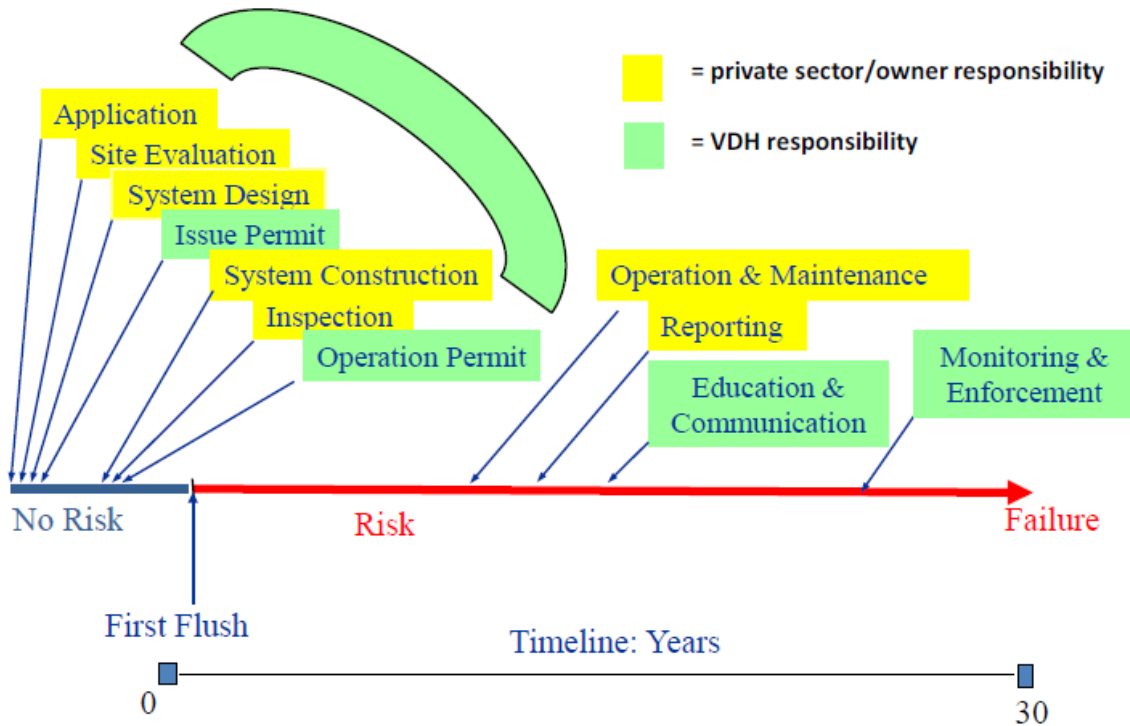 = private sector/owner responsibility
= VDH responsibility
Application
Site Evaluation
System Design
Issue Permit
System Construction
Inspection
Operation Permit
Operation & Maintenance
Reporting
Education &
Communication
Monitoring &
Enforcement
No Risk
Risk
Failure
First Flush
Timeline: Years
0
30